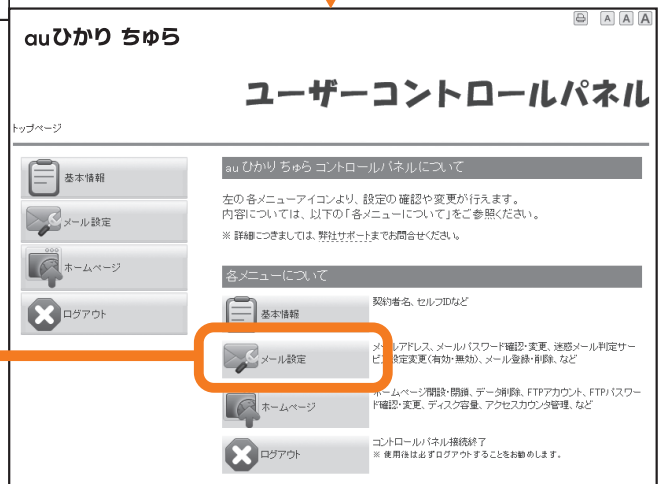 auひかり ちゅら
A A A
ユーザーコントロールパネル
トップページ
基本情報
メール設定
ホームページ
ログアウト
au ひかり ちゅら コントロールパネルについて
左の各メニューアイコンより、設定の確認や変更が行えます。
内容については、以下の「各メニューについて」をご参照ください。
※ 詳細につきましては、弊社サポートまでお問合せください。
各メニューについて
基本情報
契約者名、セルフIDなど
メール設定
メールアドレス、メールパスワード確認・変更、迷惑メール判定サー
ビス設定変更(有効・無効)、メール登録・削除、など
ホームページ
ホームページ開設・閉鎖、データ削除、FTPアカウント、FTPパスワー
ド確認・変更、ディスク容量、アクセスカウンタ管理、など
ログアウト
コントロールパネル接続終了
※ 使用後は必ずログアウトすることをお勧めします。